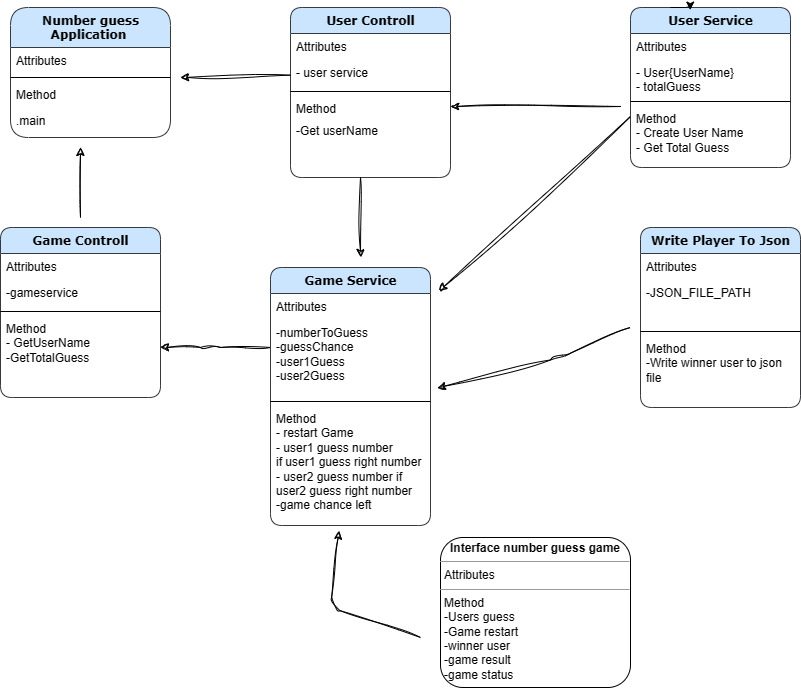 Number guess
Application
Attributes
Method
.main
User Controll
Attributes
- user service
Method
-Get userName
User Service
Attributes
- User{UserName}
- totalGuess
Method
- Create User Name
- Get Total Guess
Game Controll
Attributes
-gameservice
Method
- GetUserName
-GetTotalGuess
Game Service
Attributes
-numberToGuess
-guessChance
-user1Guess
-user2Guess
Method
- restart Game
- user1 guess number
if user1 guess right number
- user2 guess number if
user2 guess right number
-game chance left
Write Player To Json
Attributes
-JSON_FILE_PATH
Method
-Write winner user to json
file
Interface number guess game
Attributes
Method
-Users guess
-Game restart
-winner user
-game result
-game status